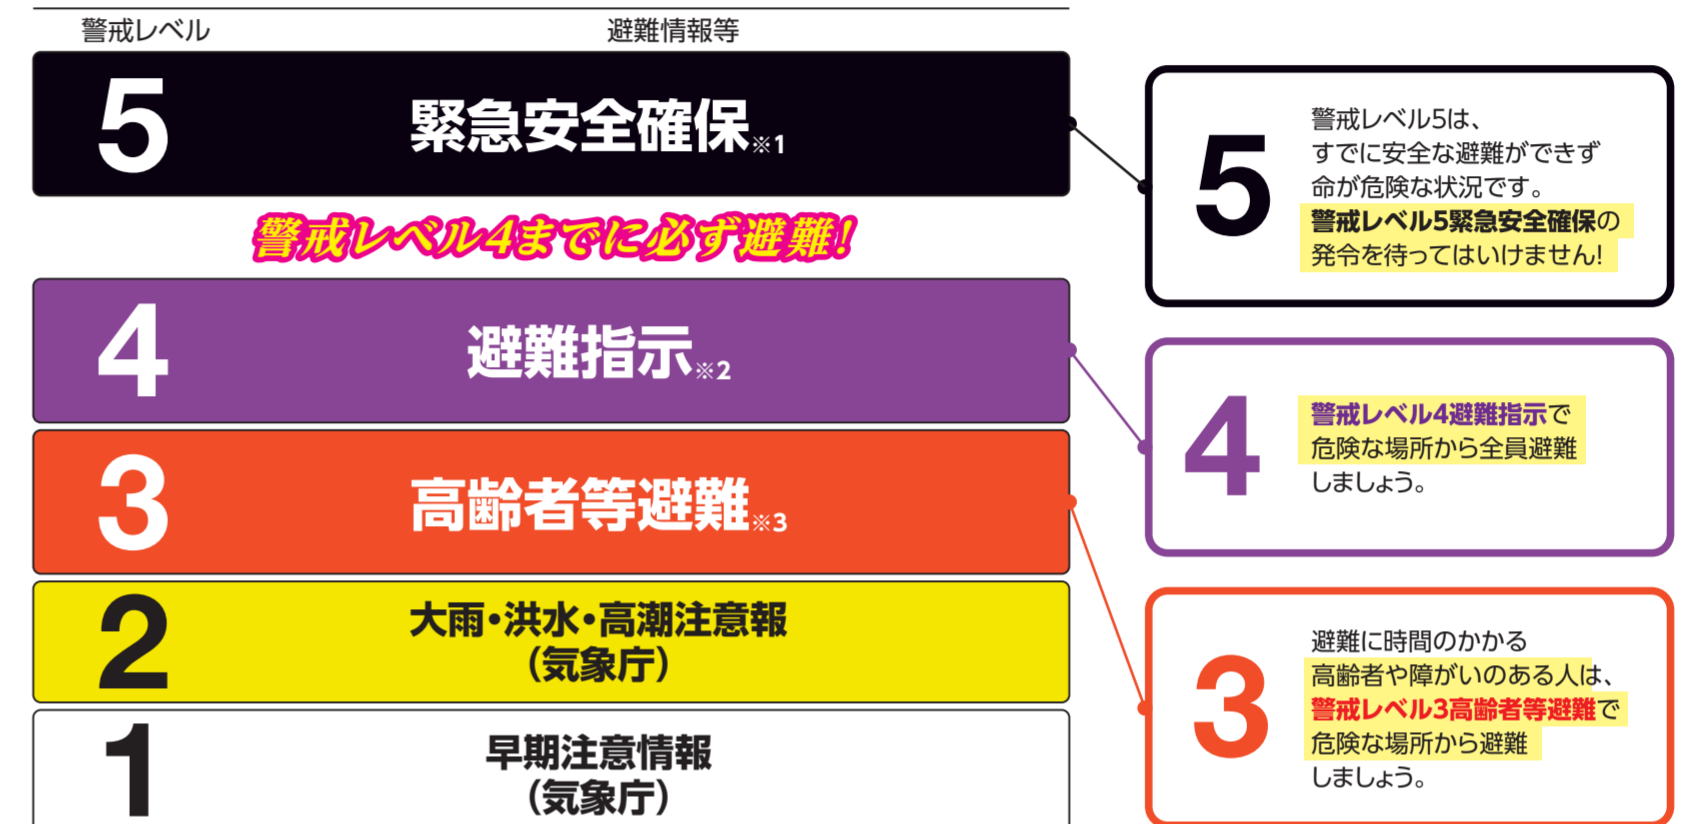 警戒レベル 避難情報等
5 緊急安全確保※1
警戒レベル4までに必ず避難!
4 避難指示※2
3 高齢者等避難※3
2 大雨・洪水・高潮注意報
(気象庁)
1 早期注意情報
(気象庁)
5
警戒レベル5は、
すでに安全な避難ができず
命が危険な状況です。
警戒レベル5緊急安全確保の
発令を待ってはいけません!
4
警戒レベル4避難指示で
危険な場所から全員避難
しましょう。
3
避難に時間のかかる
高齢者や障がいのある人は、
警戒レベル3高齢者等避難で
危険な場所から避難
しましょう。